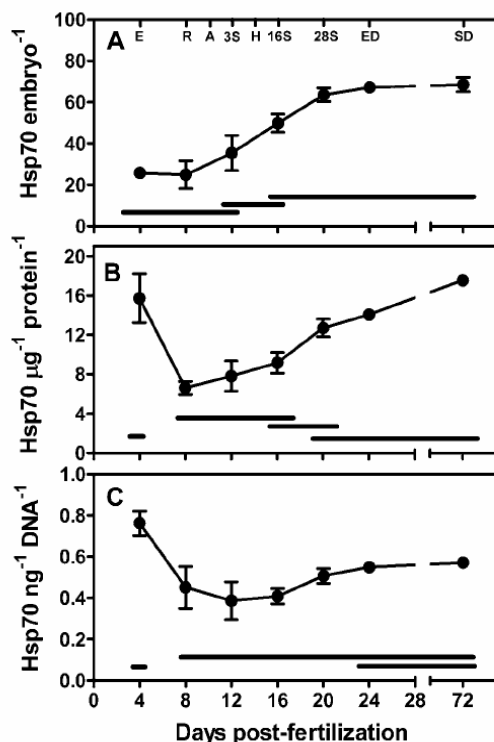 A E R A 3S H 16S 28S ED SD
100
80
60
40
20
0
Hsp70 embryo⁻¹
B
20
16
12
8
4
0
Hsp70 µg⁻¹ protein⁻¹
C
1.0
0.8
0.6
0.4
0.2
0.0
Hsp70 ng⁻¹ DNA⁻¹
0 4 8 12 16 20 24 28 72
Days post-fertilization